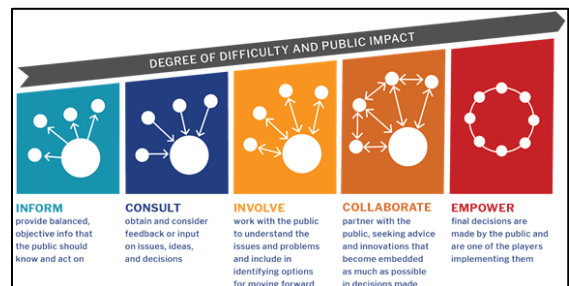 DEGREE OF DIFFICULTY AND PUBLIC IMPACT
INFORM
provide balanced,
objective info that
the public should
know and act on
CONSULT
obtain and consider
feedback or input
on issues, ideas,
and decisions
INVOLVE
work with the public
to understand the
issues and problems
and include in
identifying options
for moving forward
COLLABORATE
partner with the
public, seeking advice
and innovations that
become embedded
as much as possible
in decisions made
EMPOWER
final decisions are
made by the public and
are one of the players
implementing them